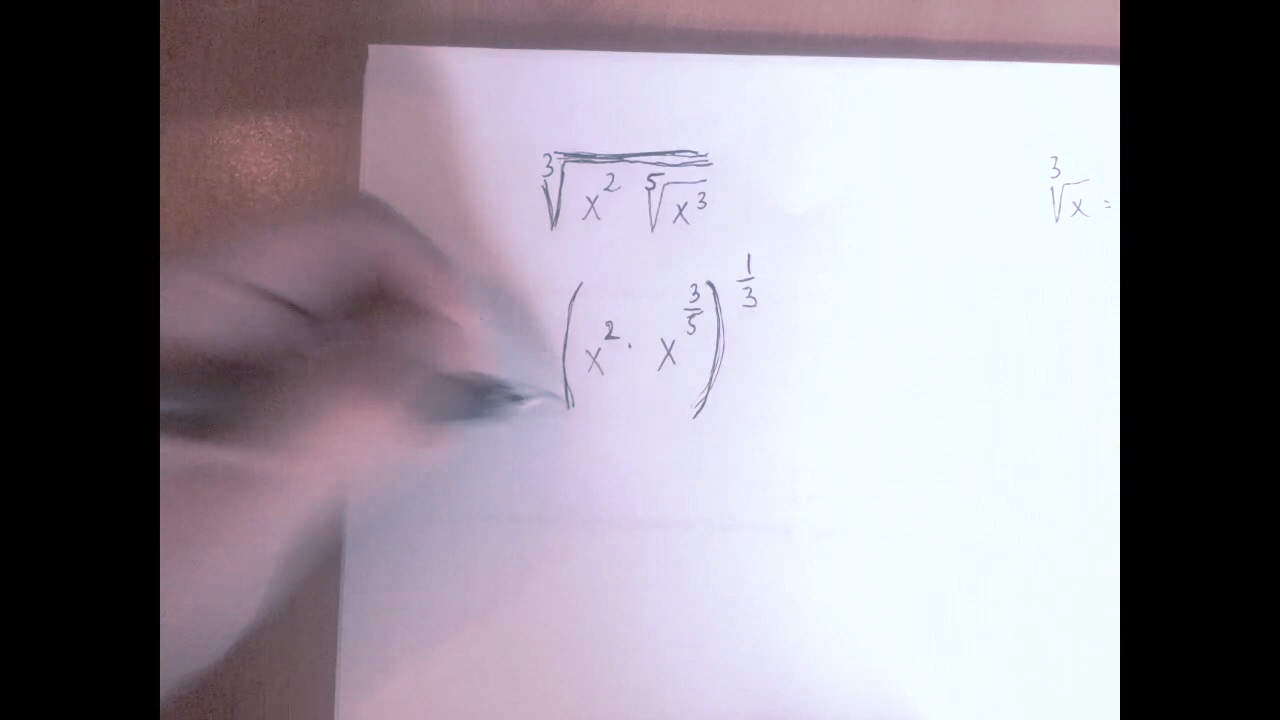 ∛(x² ⁵√(x³))
∛x =
(x² · x^(3/5))^(1/3)